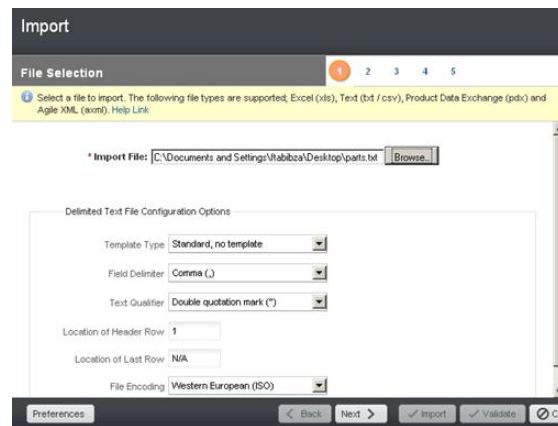 Import
File Selection
1 2 3 4 5
Select a file to import. The following file types are supported; Excel (xls), Text (txt / csv), Product Data Exchange (pdx) and
Agile XML (axml). Help Link
* Import File: C:\Documents and Settings\ftabibza\Desktop\parts.txt Browse...
Delimited Text File Configuration Options
Template Type Standard, no template
Field Delimiter Comma (,)
Text Qualifier Double quotation mark (")
Location of Header Row 1
Location of Last Row N/A
File Encoding Western European (ISO)
Preferences < Back Next > Import Validate C